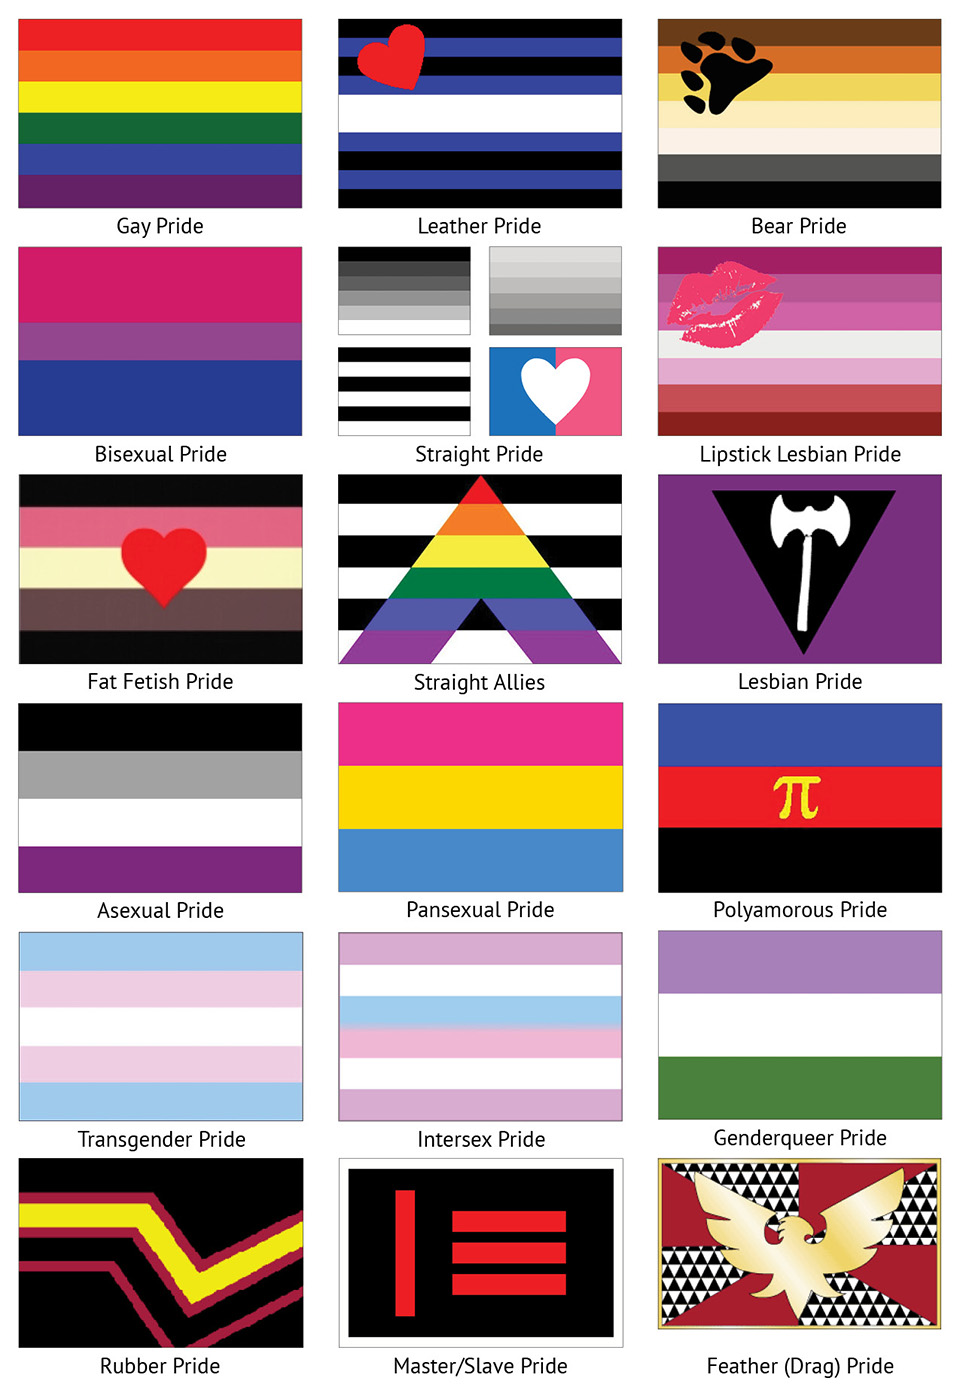 Gay Pride
Leather Pride
Bear Pride
Bisexual Pride
Straight Pride
Lipstick Lesbian Pride
Fat Fetish Pride
Straight Allies
Lesbian Pride
Asexual Pride
Pansexual Pride
π
Polyamorous Pride
Transgender Pride
Intersex Pride
Genderqueer Pride
Rubber Pride
Master/Slave Pride
Feather (Drag) Pride